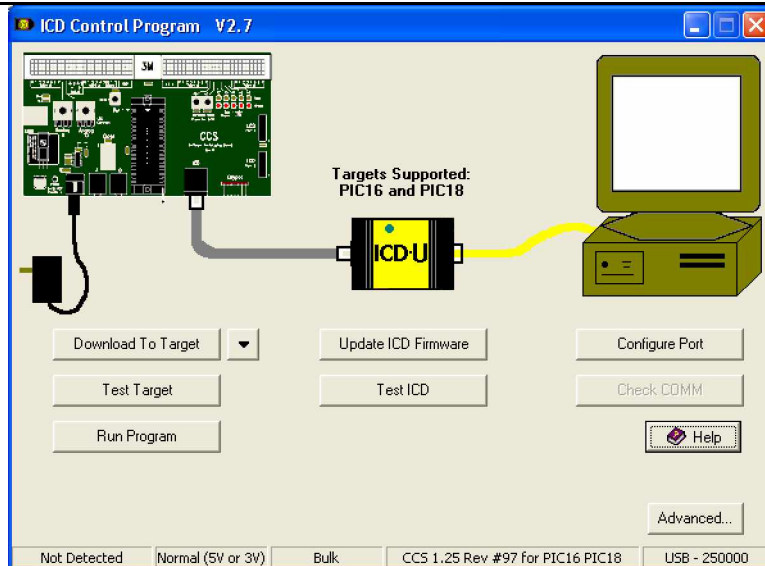 ICD Control Program V2.7
3M
CCS
Targets Supported:
PIC16 and PIC18
ICD-U
Download To Target
Update ICD Firmware
Configure Port
Test Target
Test ICD
Check COMM
Run Program
Help
Advanced...
Not Detected
Normal (5V or 3V)
Bulk
CCS 1.25 Rev #97 for PIC16 PIC18
USB - 250000